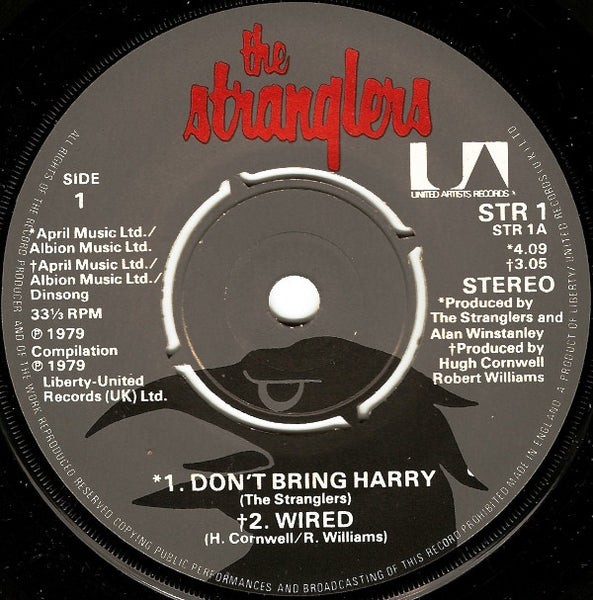 the
stranglers
UA
UNITED ARTISTS RECORDS
SIDE
1
STR 1
STR 1A
*4.09
†3.05
STEREO
*April Music Ltd./
Albion Music Ltd.
†April Music Ltd./
Albion Music Ltd./
Dinsong
33⅓ RPM
℗ 1979
Compilation
℗ 1979
Liberty-United
Records (UK) Ltd.
*Produced by
The Stranglers and
Alan Winstanley
†Produced by
Hugh Cornwell
Robert Williams
*1. DON'T BRING HARRY
(The Stranglers)
†2. WIRED
(H. Cornwell/R. Williams)
ALL RIGHTS OF THE RECORD PRODUCER AND OF THE OWNER OF THE WORK REPRODUCED RESERVED COPYING PUBLIC PERFORMANCES AND BROADCASTING OF THIS RECORD PROHIBITED MADE IN ENGLAND A PRODUCT OF LIBERTY/UNITED RECORDS (UK) LTD